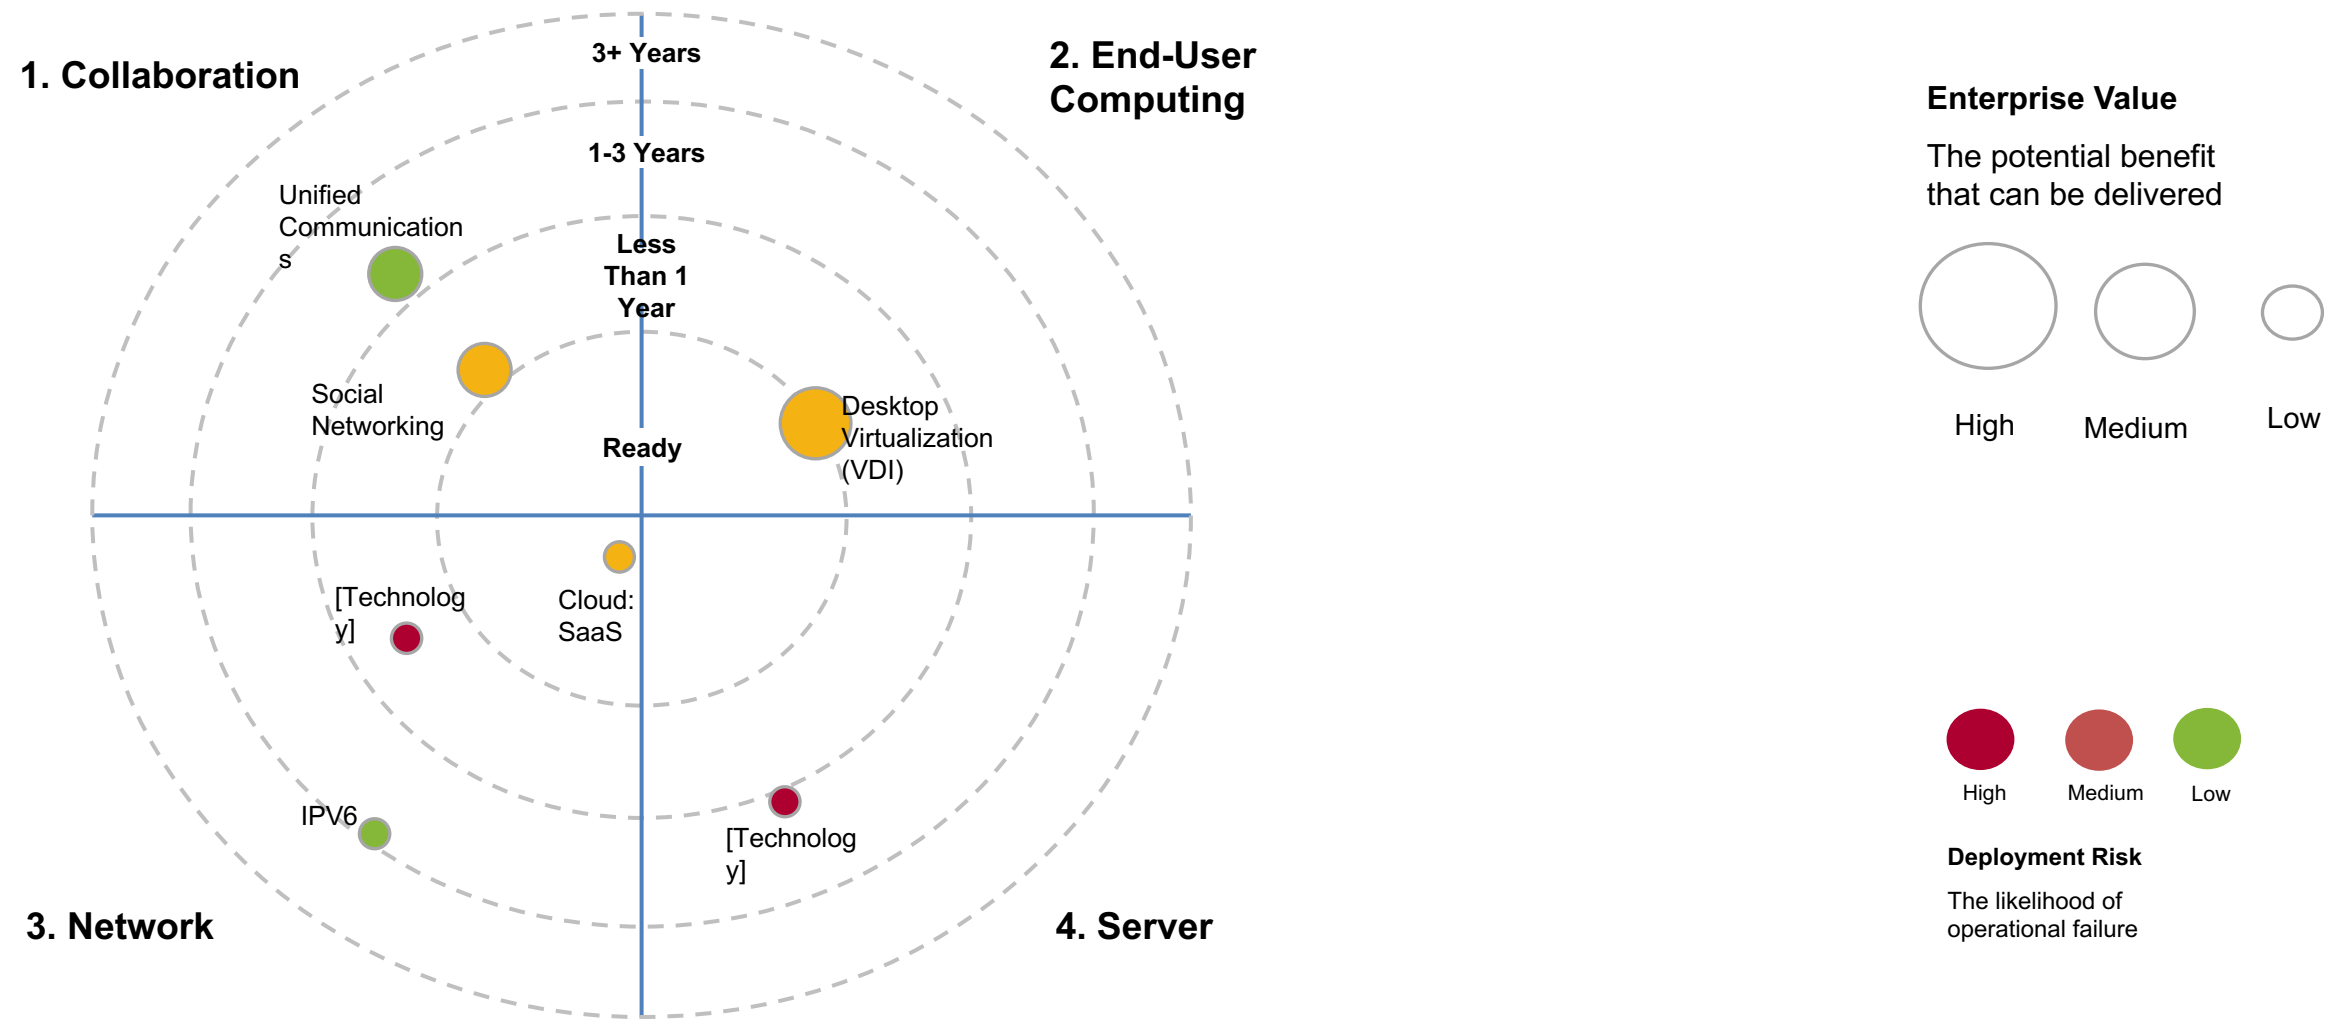 1. Collaboration
3+ Years
2. End-User
Computing
1-3 Years
Unified
Communication
s
Less
Than 1
Year
Social
Networking
Ready
Desktop
Virtualization
(VDI)
[Technolog
y]
Cloud:
SaaS
IPV6
[Technolog
y]
3. Network
4. Server
Enterprise Value
The potential benefit
that can be delivered
High
Medium
Low
High
Medium
Low
Deployment Risk
The likelihood of
operational failure